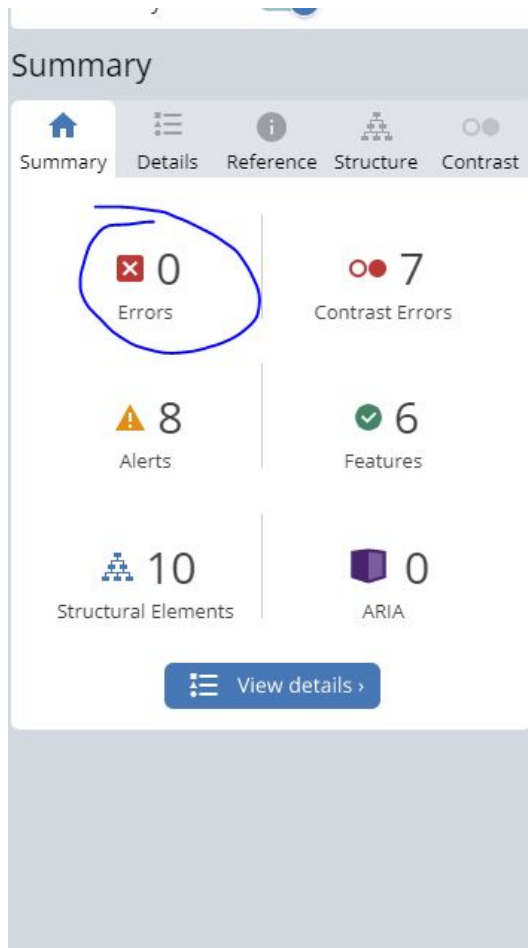 Summary
Summary Details Reference Structure Contrast
0 7
Errors Contrast Errors
8 6
Alerts Features
10 0
Structural Elements ARIA
View details ›